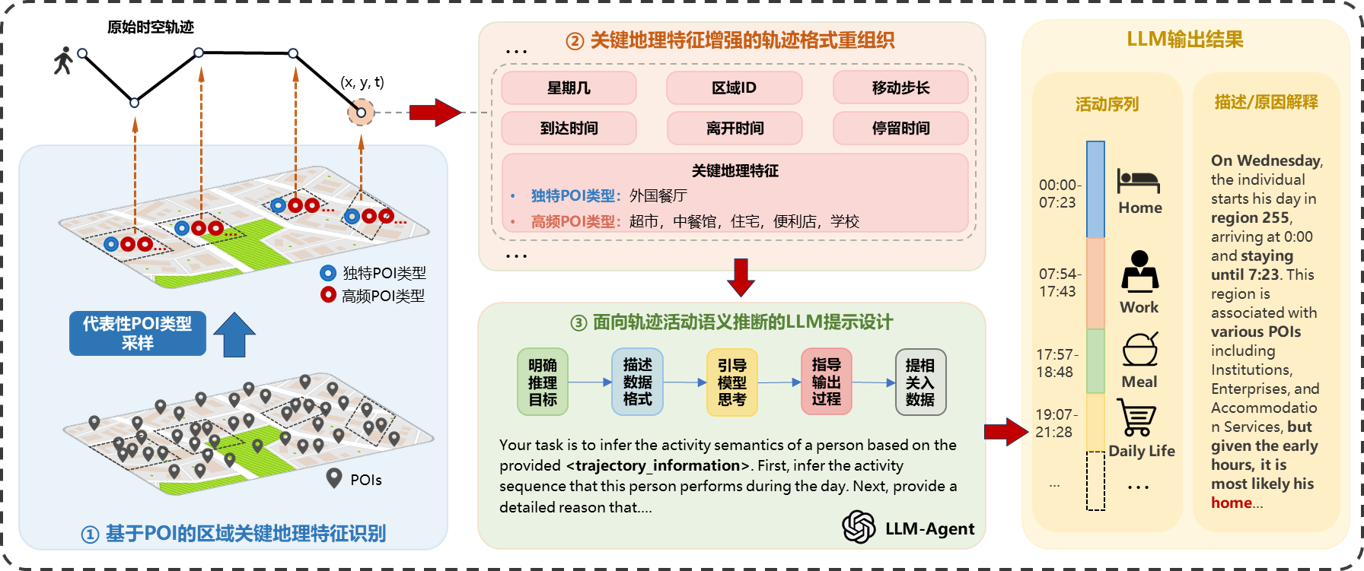 原始时空轨迹
(x, y, t)
独特POI类型
高频POI类型
代表性POI类型
采样
POIs
① 基于POI的区域关键地理特征识别
...
② 关键地理特征增强的轨迹格式重组织
星期几
区域ID
移动步长
到达时间
离开时间
停留时间
关键地理特征
• 独特POI类型：外国餐厅
• 高频POI类型：超市，中餐馆，住宅，便利店，学校
...
③ 面向轨迹活动语义推断的LLM提示设计
明确
推理
目标
描述
数据
格式
引导
模型
思考
指导
输出
过程
提相
关入
数据
Your task is to infer the activity semantics of a person based on the
provided <trajectory_information>. First, infer the activity
sequence that this person performs during the day. Next, provide a
detailed reason that....
LLM-Agent
LLM输出结果
活动序列
00:00-
07:23
Home
07:54-
17:43
Work
17:57-
18:48
Meal
19:07-
21:28
Daily Life
...
...
描述/原因解释
On Wednesday,
the individual
starts his day in
region 255,
arriving at 0:00
and staying
until 7:23. This
region is
associated with
various POIs
including
Institutions,
Enterprises, and
Accommodatio
n Services, but
given the early
hours, it is
most likely his
home...